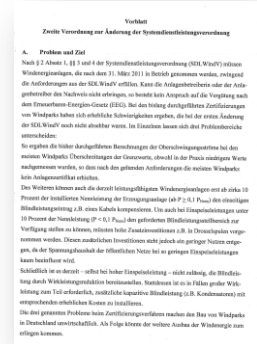 Vorblatt
Zweite Verordnung zur Änderung der Systemdienstleistungsverordnung
A. Problem und Ziel
Nach § 2 Absatz 1, §§ 3 und 4 der Systemdienstleistungsverordnung (SDLWindV) müssen
Windenergieanlagen, die nach dem 31. März 2011 in Betrieb genommen werden, zwingend
die Anforderungen aus der SDLWindV erfüllen. Kann die Anlagenbetreiberin oder der Anla-
genbetreiber den Nachweis nicht erbringen, so besteht kein Anspruch auf die Vergütung nach
dem Erneuerbare-Energien-Gesetz (EEG). Bei den bislang durchgeführten Zertifizierungen
von Windparks haben sich erhebliche Schwierigkeiten ergeben, die bei der ersten Änderung
der SDLWindV noch nicht absehbar waren. Im Einzelnen lassen sich drei Problembereiche
unterscheiden:
So ergaben die bisher durchgeführten Berechnungen der Oberschwingungsströme bei den
meisten Windparks Überschreitungen der Grenzwerte, obwohl in der Praxis niedrigere Werte
nachgemessen wurden, so dass nach den geltenden Anforderungen die meisten Windparks
kein Anlagenzertifikat erhielten.
Des Weiteren können auch die derzeit leistungsfähigsten Windenergieanlagen erst ab zirka 10
Prozent der installierten Nennleistung der Erzeugungsanlage (ab P ≥ 0,1 P) den einseitigen
Blindleistungseintrag z.B. eines Kabels kompensieren. Um auch bei Einspeiseleistungen unter
10 Prozent der Nennleistung (P < 0,1 P) den geforderten Blindleistungsstellbereich zur
Verfügung stellen zu können, müssten hohe Zusatzinvestitionen z.B. in Drosselspulen vorge-
nommen werden. Diesen zusätzlichen Investitionen steht jedoch ein geringer Nutzen entge-
gen, da der Spannungshaushalt der öffentlichen Netze bei so geringen Einspeiseleistungen
kaum beeinflusst wird.
Schließlich ist es derzeit – selbst bei hoher Einspeiseleistung – nicht zulässig, die Blindleis-
tung durch Wirkleistungsreduktion bereitzustellen. Stattdessen ist es in Fällen großer Wirk-
leistung zum Teil erforderlich, zusätzliche kapazitive Blindleistung (z.B. Kondensatoren) mit
entsprechenden erheblichen Kosten zu installieren.
Die drei genannten Probleme beim Zertifizierungsverfahren machen den Bau von Windparks
in Deutschland unwirtschaftlich. Als Folge könnte der weitere Ausbau der Windenergie zum
erliegen kommen.